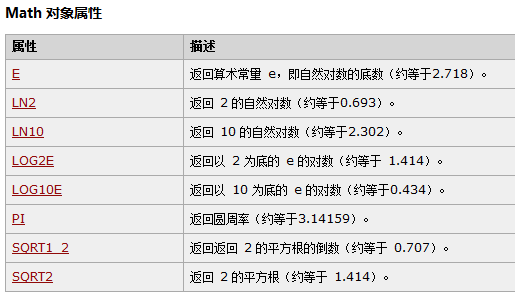 Math 对象属性
属性 描述
E 返回算术常量 e，即自然对数的底数（约等于2.718）。
LN2 返回 2的自然对数（约等于0.693）。
LN10 返回 10的自然对数（约等于2.302）。
LOG2E 返回以 2 为底的 e的对数（约等于 1.414）。
LOG10E 返回以 10 为底的 e的对数（约等于0.434）。
PI 返回圆周率（约等于3.14159）。
SQRT1_2 返回返回 2的平方根的倒数（约等于 0.707）。
SQRT2 返回 2的平方根（约等于 1.414）。